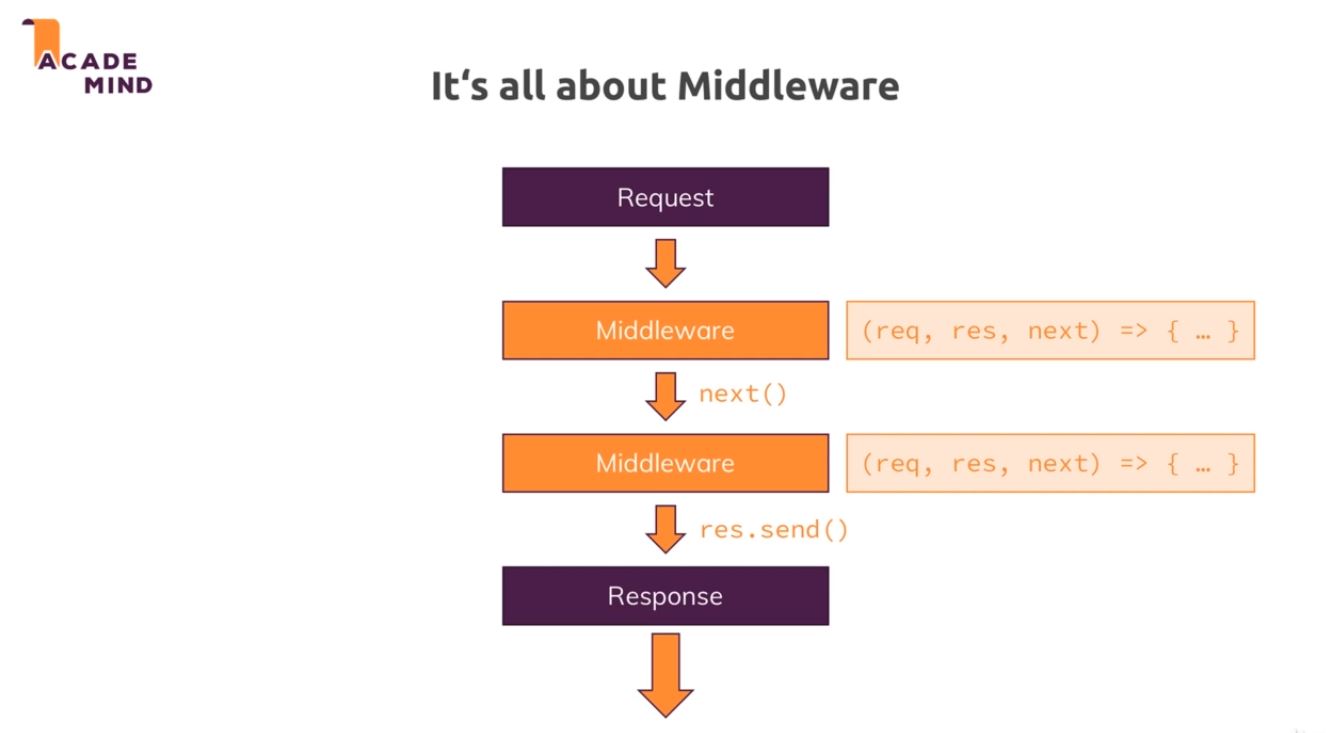 ACADE
MIND
It‘s all about Middleware
Request
Middleware
(req, res, next) => { … }
next()
Middleware
(req, res, next) => { … }
res.send()
Response